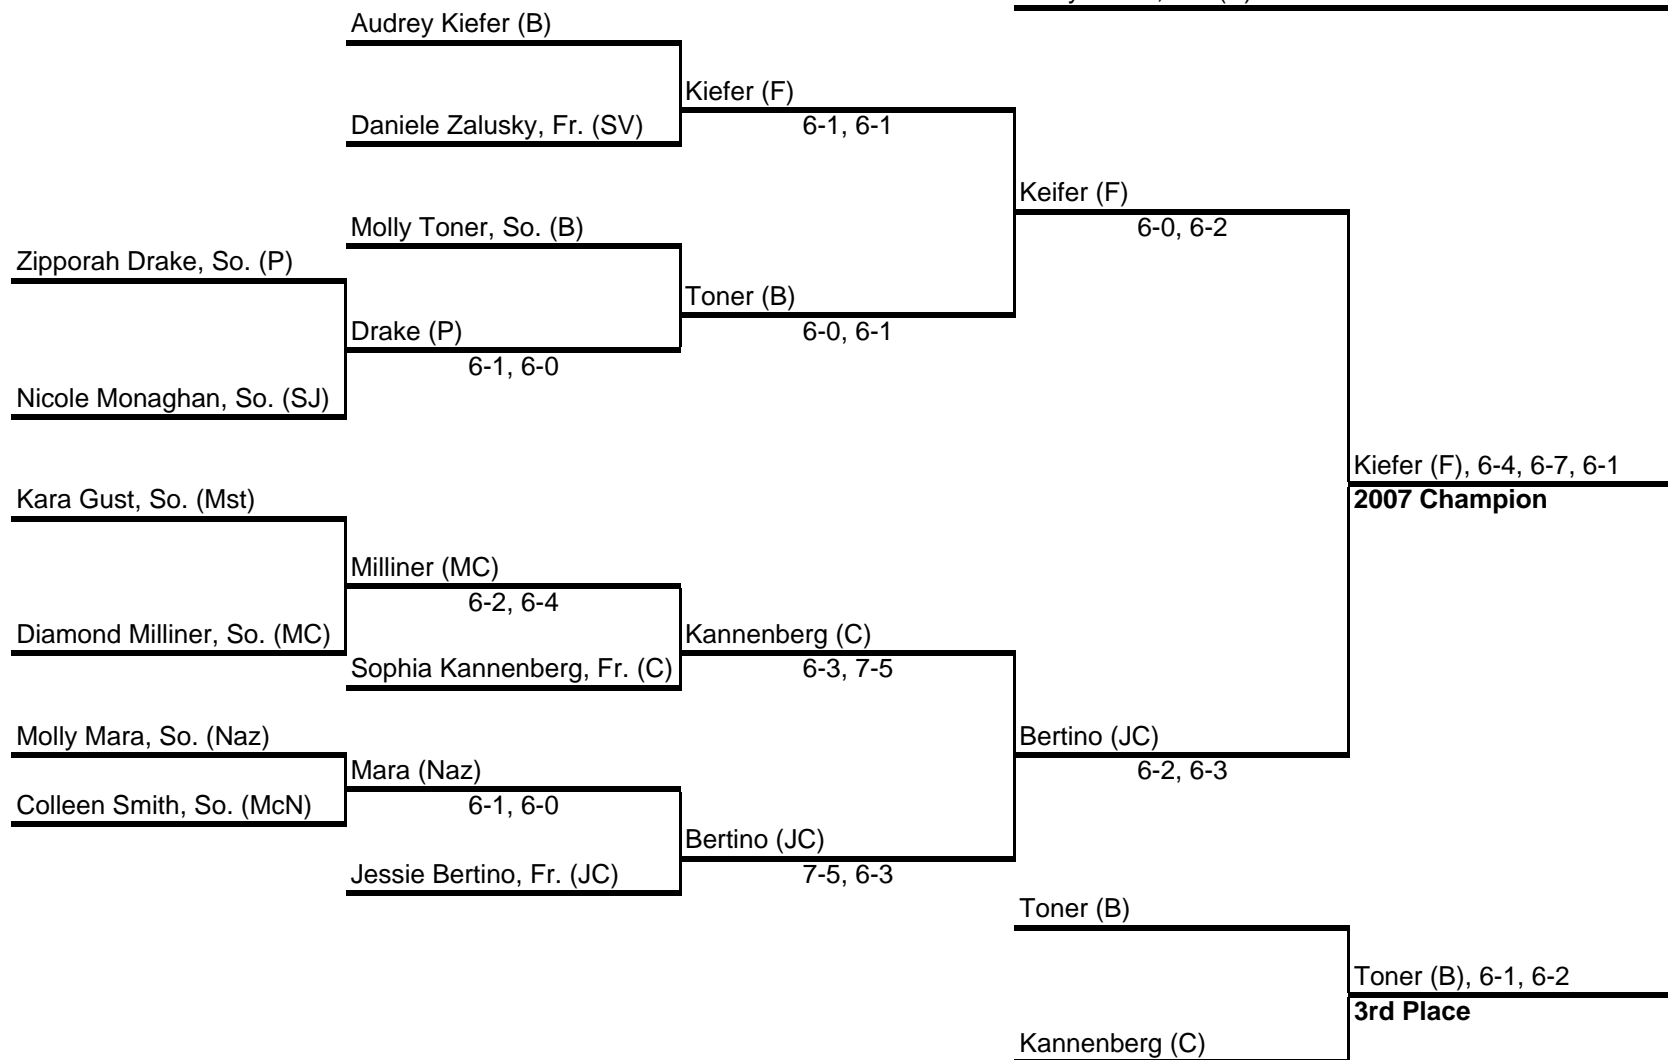 Audrey Kiefer (B)
Kiefer (F)
Daniele Zalusky, Fr. (SV)
6-1, 6-1
Keifer (F)
Molly Toner, So. (B)
6-0, 6-2
Zipporah Drake, So. (P)
Toner (B)
Drake (P)
6-0, 6-1
6-1, 6-0
Nicole Monaghan, So. (SJ)
Kiefer (F), 6-4, 6-7, 6-1
Kara Gust, So. (Mst)
2007 Champion
Milliner (MC)
6-2, 6-4
Diamond Milliner, So. (MC)
Kannenberg (C)
Sophia Kannenberg, Fr. (C)
6-3, 7-5
Molly Mara, So. (Naz)
Bertino (JC)
Mara (Naz)
6-2, 6-3
Colleen Smith, So. (McN)
6-1, 6-0
Bertino (JC)
Jessie Bertino, Fr. (JC)
7-5, 6-3
Toner (B)
Toner (B), 6-1, 6-2
3rd Place
Kannenberg (C)